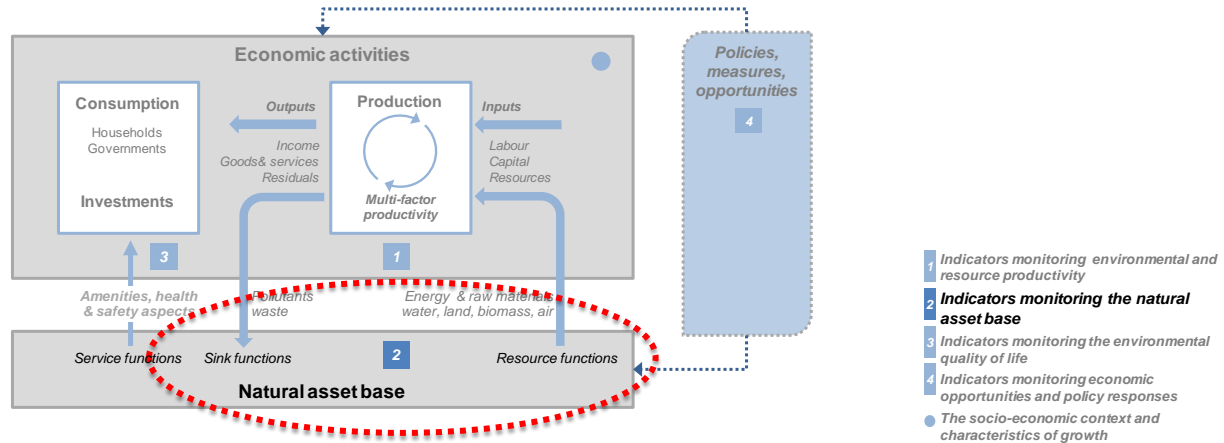 Economic activities
Policies,
measures,
opportunities
4
Consumption
Households
Governments
Investments
Outputs
Income
Goods& services
Residuals
Production
Multi-factor
productivity
Inputs
Labour
Capital
Resources
3
1
Amenities, health
& safety aspects
Pollutants
waste
Energy & raw materials
water, land, biomass, air
Service functions
Sink functions
2
Resource functions
Natural asset base
1 Indicators monitoring environmental and
resource productivity
2 Indicators monitoring the natural
asset base
3 Indicators monitoring the environmental
quality of life
4 Indicators monitoring economic
opportunities and policy responses
The socio-economic context and
characteristics of growth